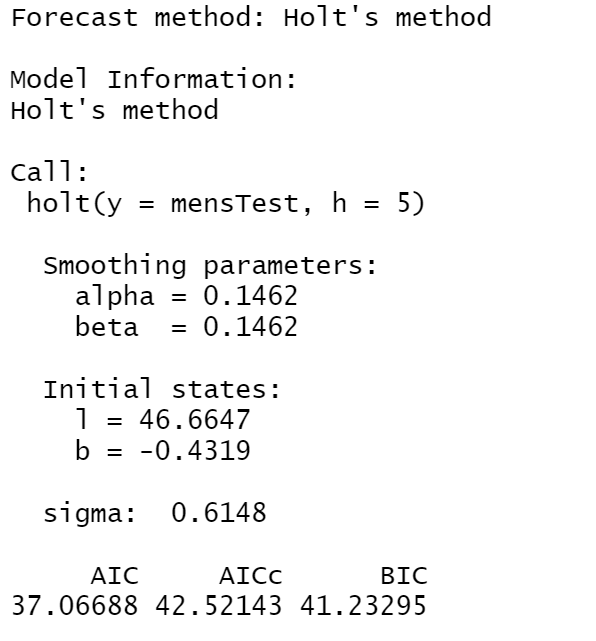 Forecast method: Holt's method
Model Information:
Holt's method
Call:
holt(y = mensTest, h = 5)
Smoothing parameters:
alpha = 0.1462
beta  = 0.1462
Initial states:
l = 46.6647
b = -0.4319
sigma:  0.6148
AIC     AICc      BIC
37.06688 42.52143 41.23295